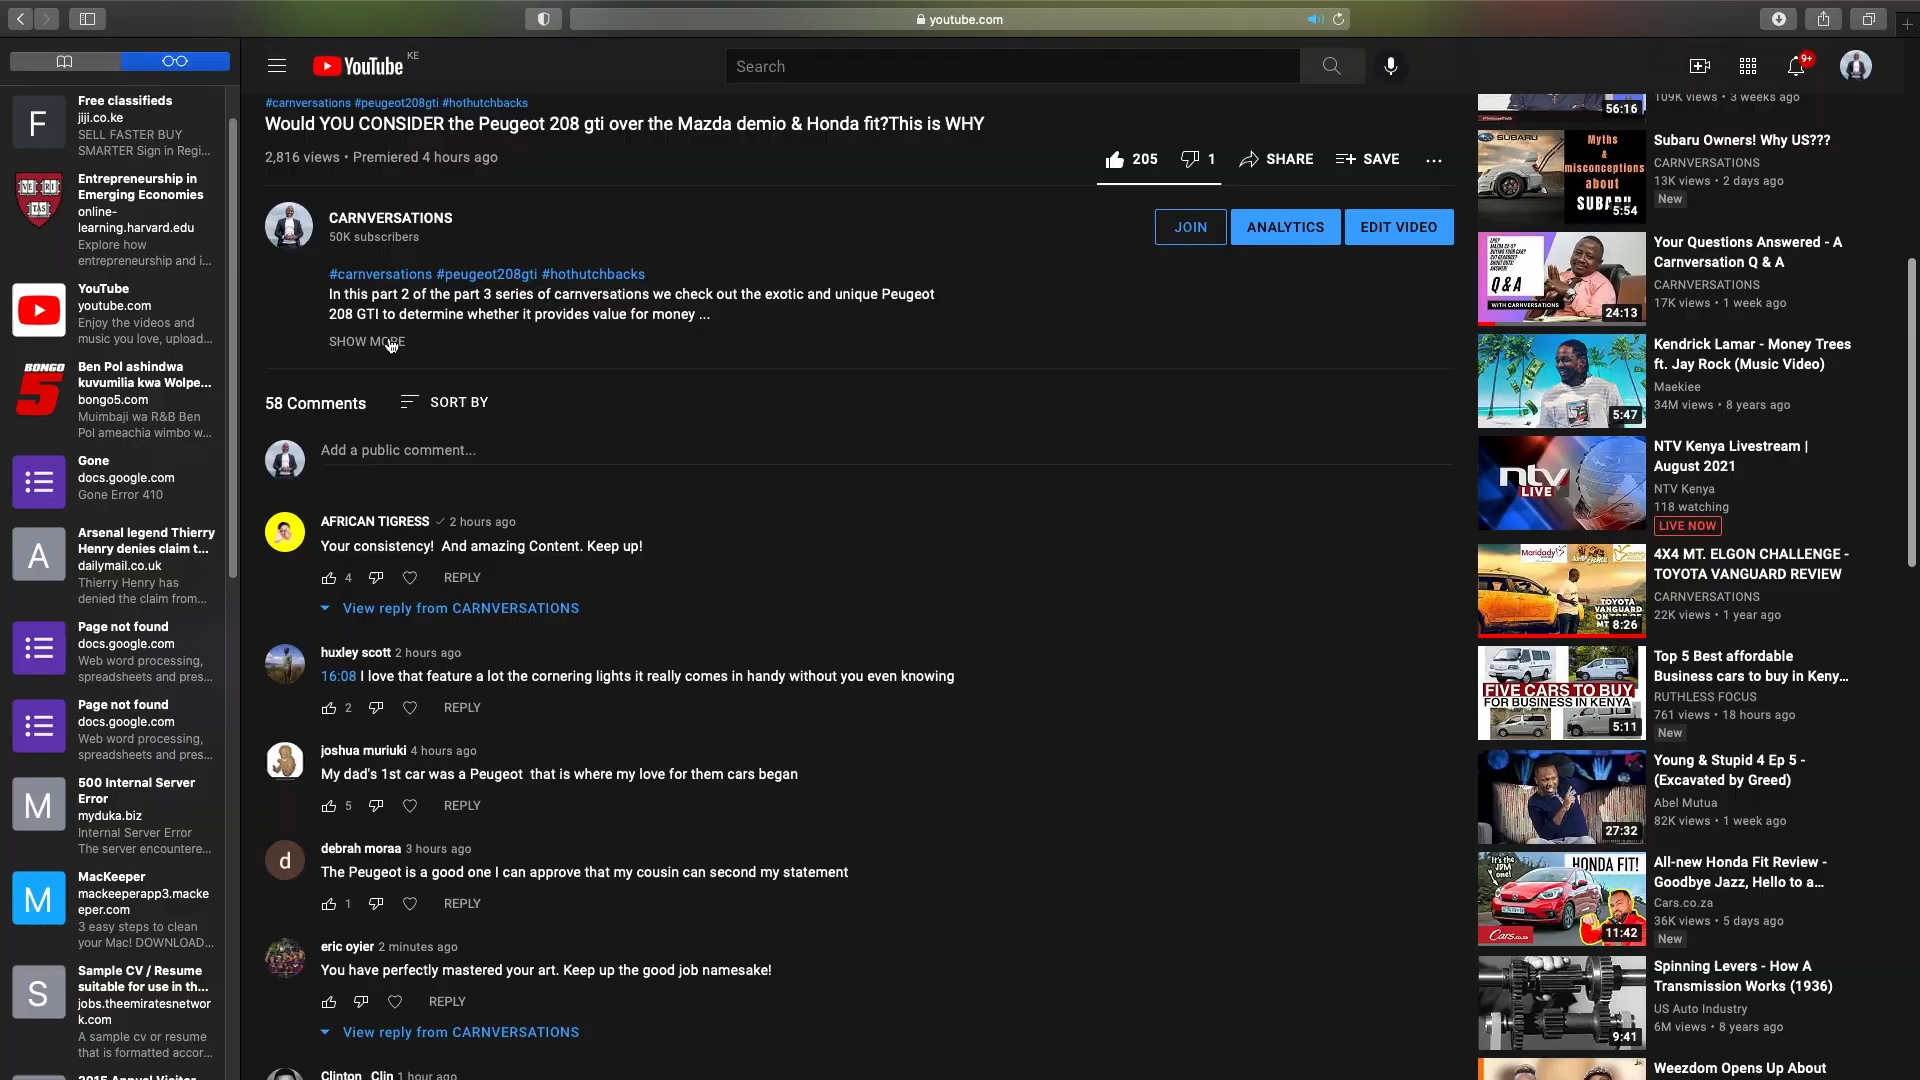 youtube.com
Free classifieds
jiji.co.ke
SELL FASTER BUY
SMARTER Sign in Regi...
Entrepreneurship in
Emerging Economies
online-
learning.harvard.edu
Explore how
entrepreneurship and i...
YouTube
youtube.com
Enjoy the videos and
music you love, upload...
Ben Pol ashindwa
kuvumilia kwa Wolpe...
bongo5.com
Muimbaji wa R&B Ben
Pol ameachia wimbo w...
Gone
docs.google.com
Gone Error 410
Arsenal legend Thierry
Henry denies claim t...
dailymail.co.uk
Thierry Henry has
denied the claim from...
Page not found
docs.google.com
Web word processing,
spreadsheets and pres...
Page not found
docs.google.com
Web word processing,
spreadsheets and pres...
500 Internal Server
Error
myduka.biz
Internal Server Error
The server encountere...
MacKeeper
mackeeperapp3.macke
eper.com
3 easy steps to clean
your Mac! DOWNLOAD...
Sample CV / Resume
suitable for use in th...
jobs.theemiratesnetwor
k.com
A sample cv or resume
that is formatted accor...
F
VE RI
TAS
BONGO
5
A
M
M
S
YouTube KE
Search
9+
#carnversations #peugeot208gti #hothutchbacks
Would YOU CONSIDER the Peugeot 208 gti over the Mazda demio & Honda fit?This is WHY
2,816 views • Premiered 4 hours ago
205 1 SHARE SAVE ...
CARNVERSATIONS
50K subscribers
JOIN ANALYTICS EDIT VIDEO
#carnversations #peugeot208gti #hothutchbacks
In this part 2 of the part 3 series of carnversations we check out the exotic and unique Peugeot
208 GTI to determine whether it provides value for money ...
SHOW MORE
58 Comments SORT BY
Add a public comment...
AFRICAN TIGRESS 2 hours ago
Your consistency! And amazing Content. Keep up!
4 REPLY
View reply from CARNVERSATIONS
huxley scott 2 hours ago
16:08 I love that feature a lot the cornering lights it really comes in handy without you even knowing
2 REPLY
joshua muriuki 4 hours ago
My dad's 1st car was a Peugeot that is where my love for them cars began
5 REPLY
d
debrah moraa 3 hours ago
The Peugeot is a good one I can approve that my cousin can second my statement
1 REPLY
eric oyier 2 minutes ago
You have perfectly mastered your art. Keep up the good job namesake!
REPLY
View reply from CARNVERSATIONS
Clinton_Clin 1 hour ago
56:16
109K views • 3 weeks ago
SUBARU
Myths
&
misconceptions
about
SUBARU
5:54
Subaru Owners! Why US???
CARNVERSATIONS
13K views • 2 days ago
New
Q & A
WITH CARNVERSATIONS
24:13
Your Questions Answered - A
Carnversation Q & A
CARNVERSATIONS
17K views • 1 week ago
5:47
Kendrick Lamar - Money Trees
ft. Jay Rock (Music Video)
Maekiee
34M views • 8 years ago
ntv
LIVE
NTV Kenya Livestream |
August 2021
NTV Kenya
118 watching
LIVE NOW
TOYOTA
VANGUARD
ON TOP OF
MT
8:26
4X4 MT. ELGON CHALLENGE -
TOYOTA VANGUARD REVIEW
CARNVERSATIONS
22K views • 1 year ago
FIVE CARS TO BUY
FOR BUSINESS IN KENYA
5:11
Top 5 Best affordable
Business cars to buy in Keny...
RUTHLESS FOCUS
761 views • 18 hours ago
New
27:32
Young & Stupid 4 Ep 5 -
(Excavated by Greed)
Abel Mutua
82K views • 1 week ago
It's the
JDM
one!
HONDA FIT!
Cars.co.za
11:42
All-new Honda Fit Review -
Goodbye Jazz, Hello to a...
Cars.co.za
36K views • 5 days ago
New
9:41
Spinning Levers - How A
Transmission Works (1936)
US Auto Industry
6M views • 8 years ago
Weezdom Opens Up About